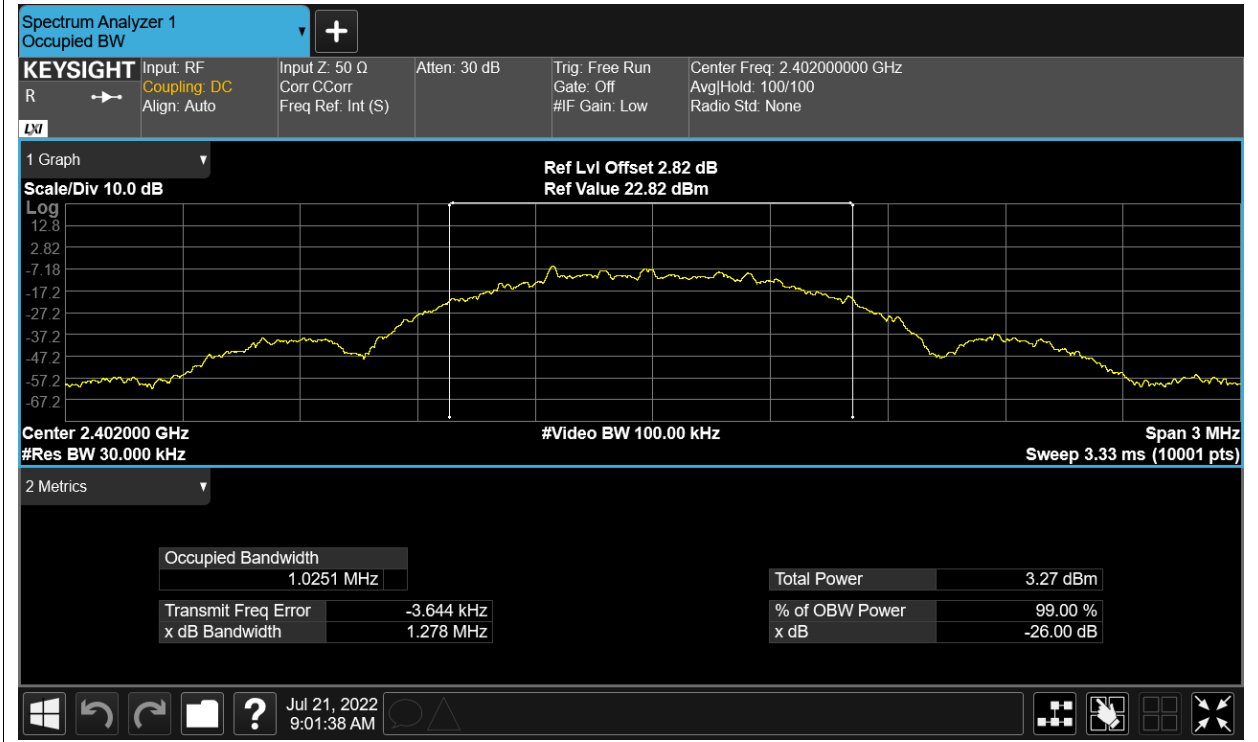 Spectrum Analyzer 1
Occupied BW
KEYSIGHT
R
LXI
Input: RF
Coupling: DC
Align: Auto
Input Z: 50 Ω
Corr CCorr
Freq Ref: Int (S)
Atten: 30 dB
Trig: Free Run
Gate: Off
#IF Gain: Low
Center Freq: 2.402000000 GHz
Avg|Hold: 100/100
Radio Std: None
1 Graph
Scale/Div 10.0 dB
Ref Lvl Offset 2.82 dB
Ref Value 22.82 dBm
Log
12.8
2.82
-7.18
-17.2
-27.2
-37.2
-47.2
-57.2
-67.2
Center 2.402000 GHz
#Video BW 100.00 kHz
Span 3 MHz
#Res BW 30.000 kHz
Sweep 3.33 ms (10001 pts)
2 Metrics
Occupied Bandwidth
1.0251 MHz
Transmit Freq Error -3.644 kHz
x dB Bandwidth 1.278 MHz
Total Power 3.27 dBm
% of OBW Power 99.00 %
x dB -26.00 dB
?
Jul 21, 2022
9:01:38 AM